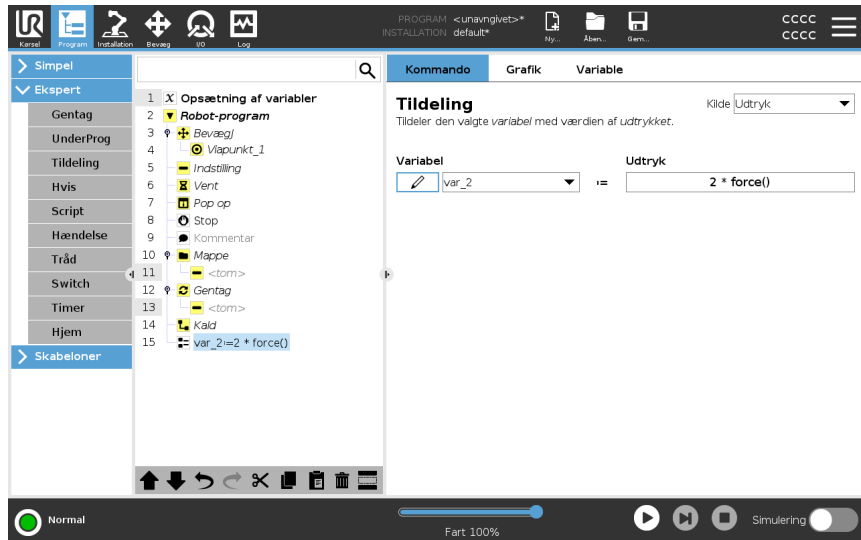 PROGRAM <unavngivet>*
INSTALLATION default*
CCCC
CCCC
Kørsel
Program
Installation
Bevæg
I/O
Log
Ny...
Åben...
Gem...
Simpel
Ekspert
Gentag
UnderProg
Tildeling
Hvis
Script
Hændelse
Tråd
Switch
Timer
Hjem
Skabeloner
1 X Opsætning af variabler
2 Robot-program
3 BevægJ
4 Viapunkt_1
5 Indstilling
6 Vent
7 Pop op
8 Stop
9 Kommentar
10 Mappe
11 <tom>
12 Gentag
13 <tom>
14 Kald
15 var_2:=2 * force()
Kommando Grafik Variable
Tildeling
Kilde Udtryk
Tildeler den valgte variabel med værdien af udtrykket.
Variabel Udtryk
var_2 := 2 * force()
Normal
Fart 100%
Simulering